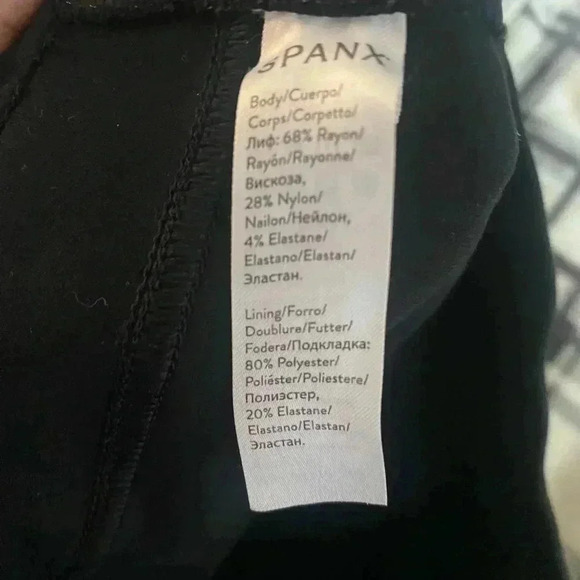 SPANX
Body/Cuerpo/
Corps/Corpetto/
Лиф: 68% Rayon/
Rayón/Rayonne/
Вискоза,
28% Nylon/
Nailon/Нейлон,
4% Elastane/
Elastano/Elastan/
Эластан.
Lining/Forro/
Doublure/Futter/
Fodera/Подкладка:
80% Polyester/
Poliéster/Poliestere/
Полиэстер,
20% Elastane/
Elastano/Elastan/
Эластан.